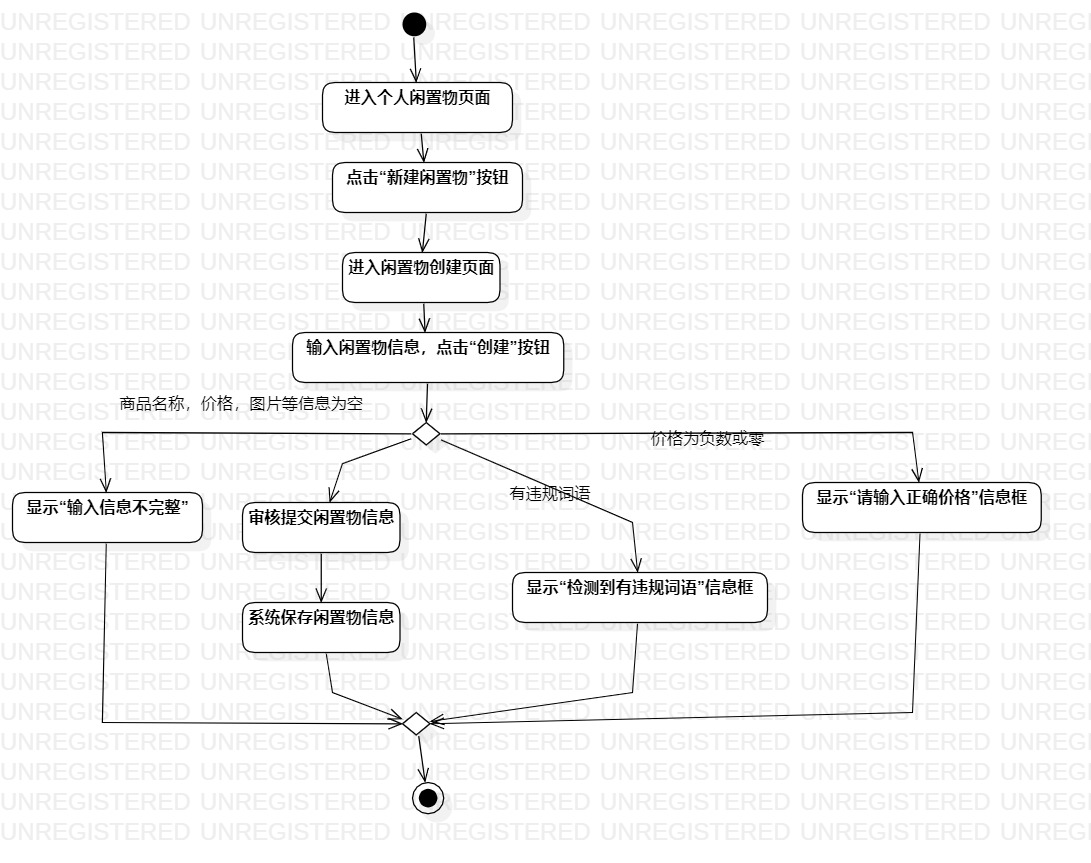 进入个人闲置物页面
点击“新建闲置物”按钮
进入闲置物创建页面
输入闲置物信息，点击“创建”按钮
商品名称，价格，图片等信息为空
价格为负数或零
有违规词语
显示“输入信息不完整”
审核提交闲置物信息
显示“请输入正确价格”信息框
显示“检测到有违规词语”信息框
系统保存闲置物信息
UNREGISTERED